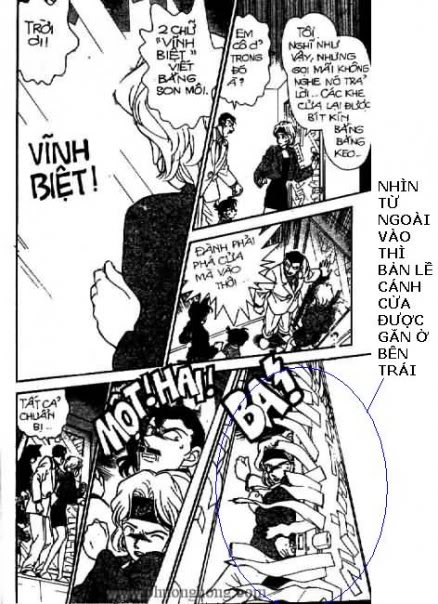 TRỜI
ƠI!
2 CHỮ
"VĨNH
BIỆT"
VIẾT
BẰNG
SON MÔI.
EM
CÔ Ở
TRONG
ĐÓ
À?
TÔI
NGHĨ NHƯ
VẬY, NHƯNG
GỌI MÃI KHÔNG
NGHE NÓ TRẢ
LỜI... CÁC KHE
CỬA LẠI ĐƯỢC
BÍT KÍN
BẰNG
BĂNG
KEO...
VĨNH
BIỆT!
ĐÀNH PHẢI
PHÁ CỬA
MÀ VÀO
THÔI...
NHÌN
TỪ
NGOÀI
VÀO
THÌ
BẢN LỀ
CÁNH
CỬA
ĐƯỢC
GẮN Ở
BÊN
TRÁI
TẤT CẢ
CHUẨN
BỊ...
MỘT! HAI!
BA!